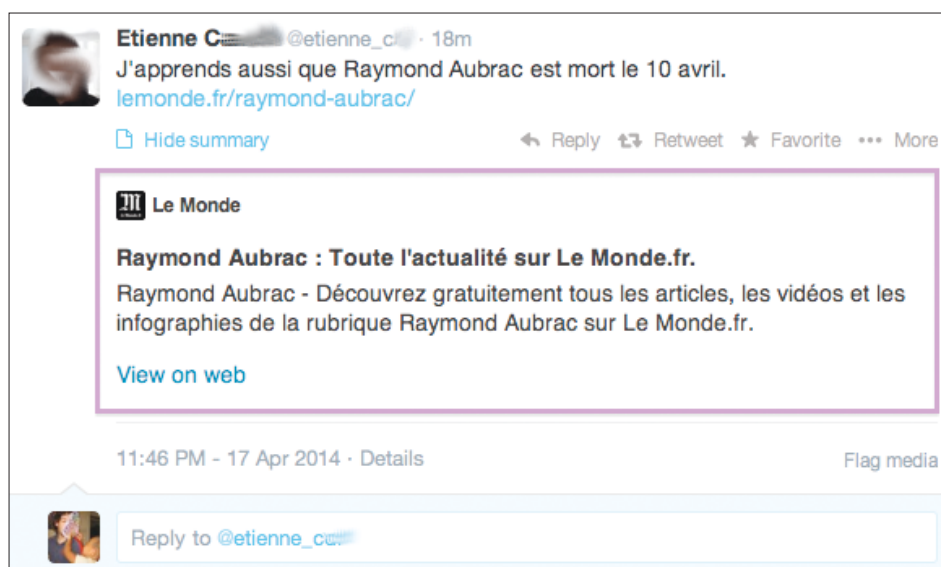 Etienne @etienne_c · 18m
J'apprends aussi que Raymond Aubrac est mort le 10 avril.
lemonde.fr/raymond-aubrac/
Hide summary Reply Retweet Favorite ••• More
Le Monde
Raymond Aubrac : Toute l'actualité sur Le Monde.fr.
Raymond Aubrac - Découvrez gratuitement tous les articles, les vidéos et les
infographies de la rubrique Raymond Aubrac sur Le Monde.fr.
View on web
11:46 PM - 17 Apr 2014 · Details Flag media
Reply to